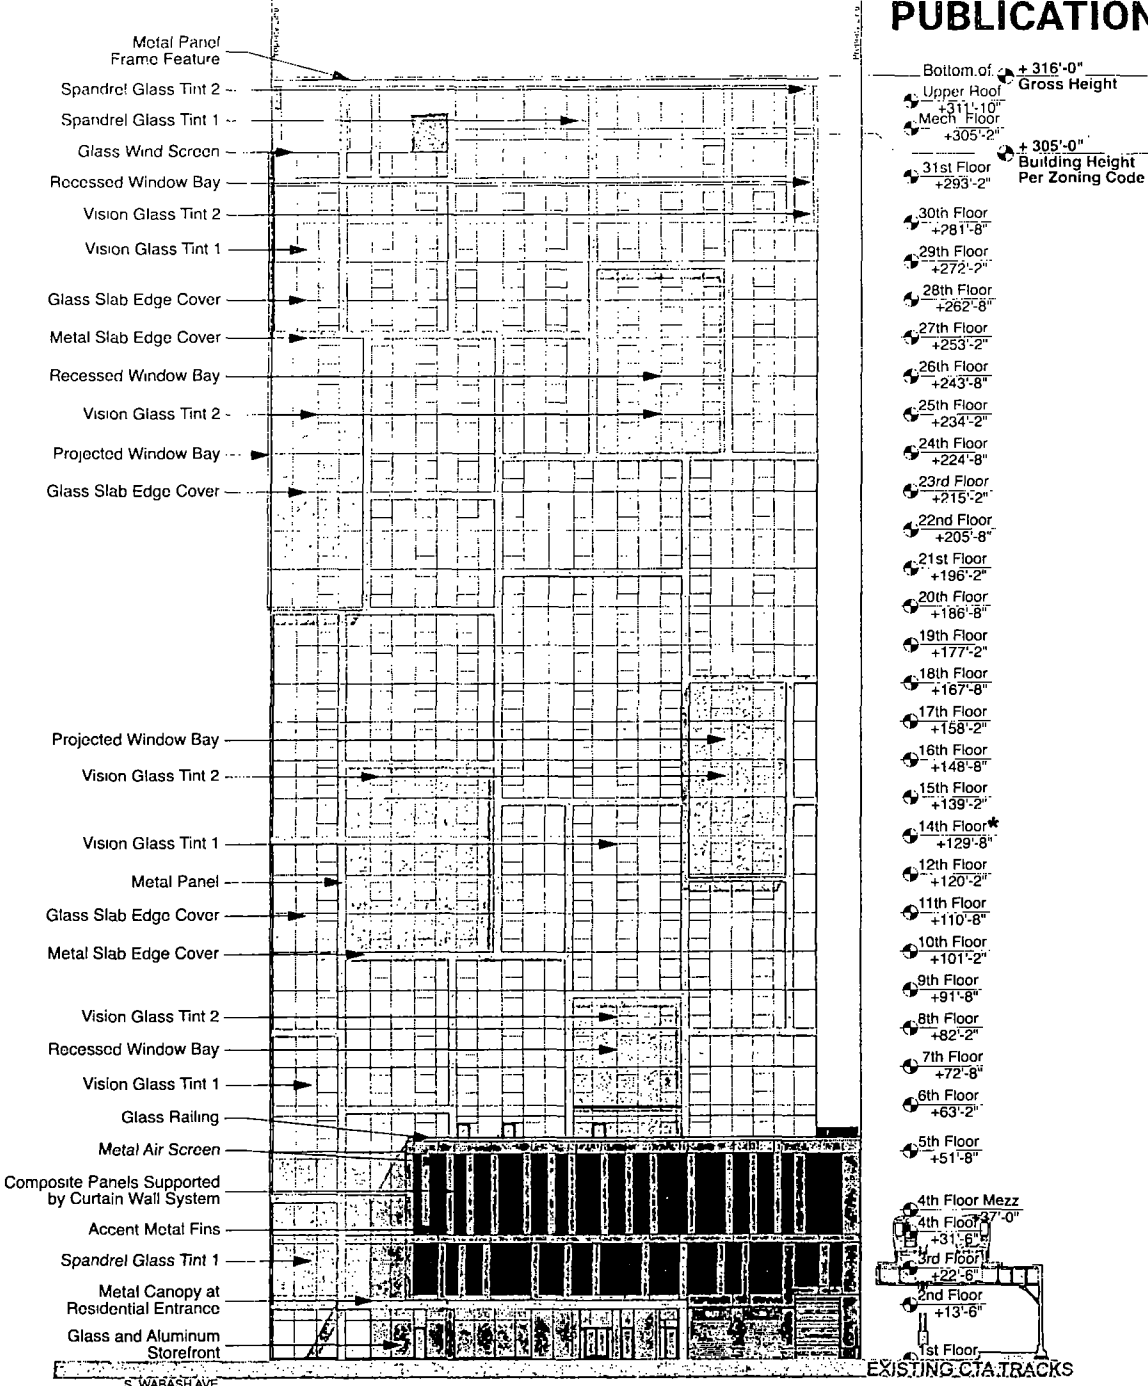 PUBLICATION
Metal Panel
Frame Feature
Spandrel Glass Tint 2
Spandrel Glass Tint 1
Glass Wind Screen
Recessed Window Bay
Vision Glass Tint 2
Vision Glass Tint 1
Glass Slab Edge Cover
Metal Slab Edge Cover
Recessed Window Bay
Vision Glass Tint 2
Projected Window Bay
Glass Slab Edge Cover
Projected Window Bay
Vision Glass Tint 2
Vision Glass Tint 1
Metal Panel
Glass Slab Edge Cover
Metal Slab Edge Cover
Vision Glass Tint 2
Recessed Window Bay
Vision Glass Tint 1
Glass Railing
Metal Air Screen
Composite Panels Supported
by Curtain Wall System
Accent Metal Fins
Spandrel Glass Tint 1
Metal Canopy at
Residential Entrance
Glass and Aluminum
Storefront
S. WABASH AVE
Bottom of
+ 316'-0"
Gross Height
Upper Roof
+311'-10"
Mech Floor
+305'-2"
+ 305'-0"
Building Height
Per Zoning Code
31st Floor
+293'-2"
30th Floor
+281'-8"
29th Floor
+272'-2"
28th Floor
+262'-8"
27th Floor
+253'-2"
26th Floor
+243'-8"
25th Floor
+234'-2"
24th Floor
+224'-8"
23rd Floor
+215'-2"
22nd Floor
+205'-8"
21st Floor
+196'-2"
20th Floor
+186'-8"
19th Floor
+177'-2"
18th Floor
+167'-8"
17th Floor
+158'-2"
16th Floor
+148'-8"
15th Floor
+139'-2"
14th Floor*
+129'-8"
12th Floor
+120'-2"
11th Floor
+110'-8"
10th Floor
+101'-2"
9th Floor
+91'-8"
8th Floor
+82'-2"
7th Floor
+72'-8"
6th Floor
+63'-2"
5th Floor
+51'-8"
4th Floor Mezz
+37'-0"
4th Floor
+31'-6"
3rd Floor
+22'-6"
2nd Floor
+13'-6"
1st Floor
EXISTING CTA TRACKS